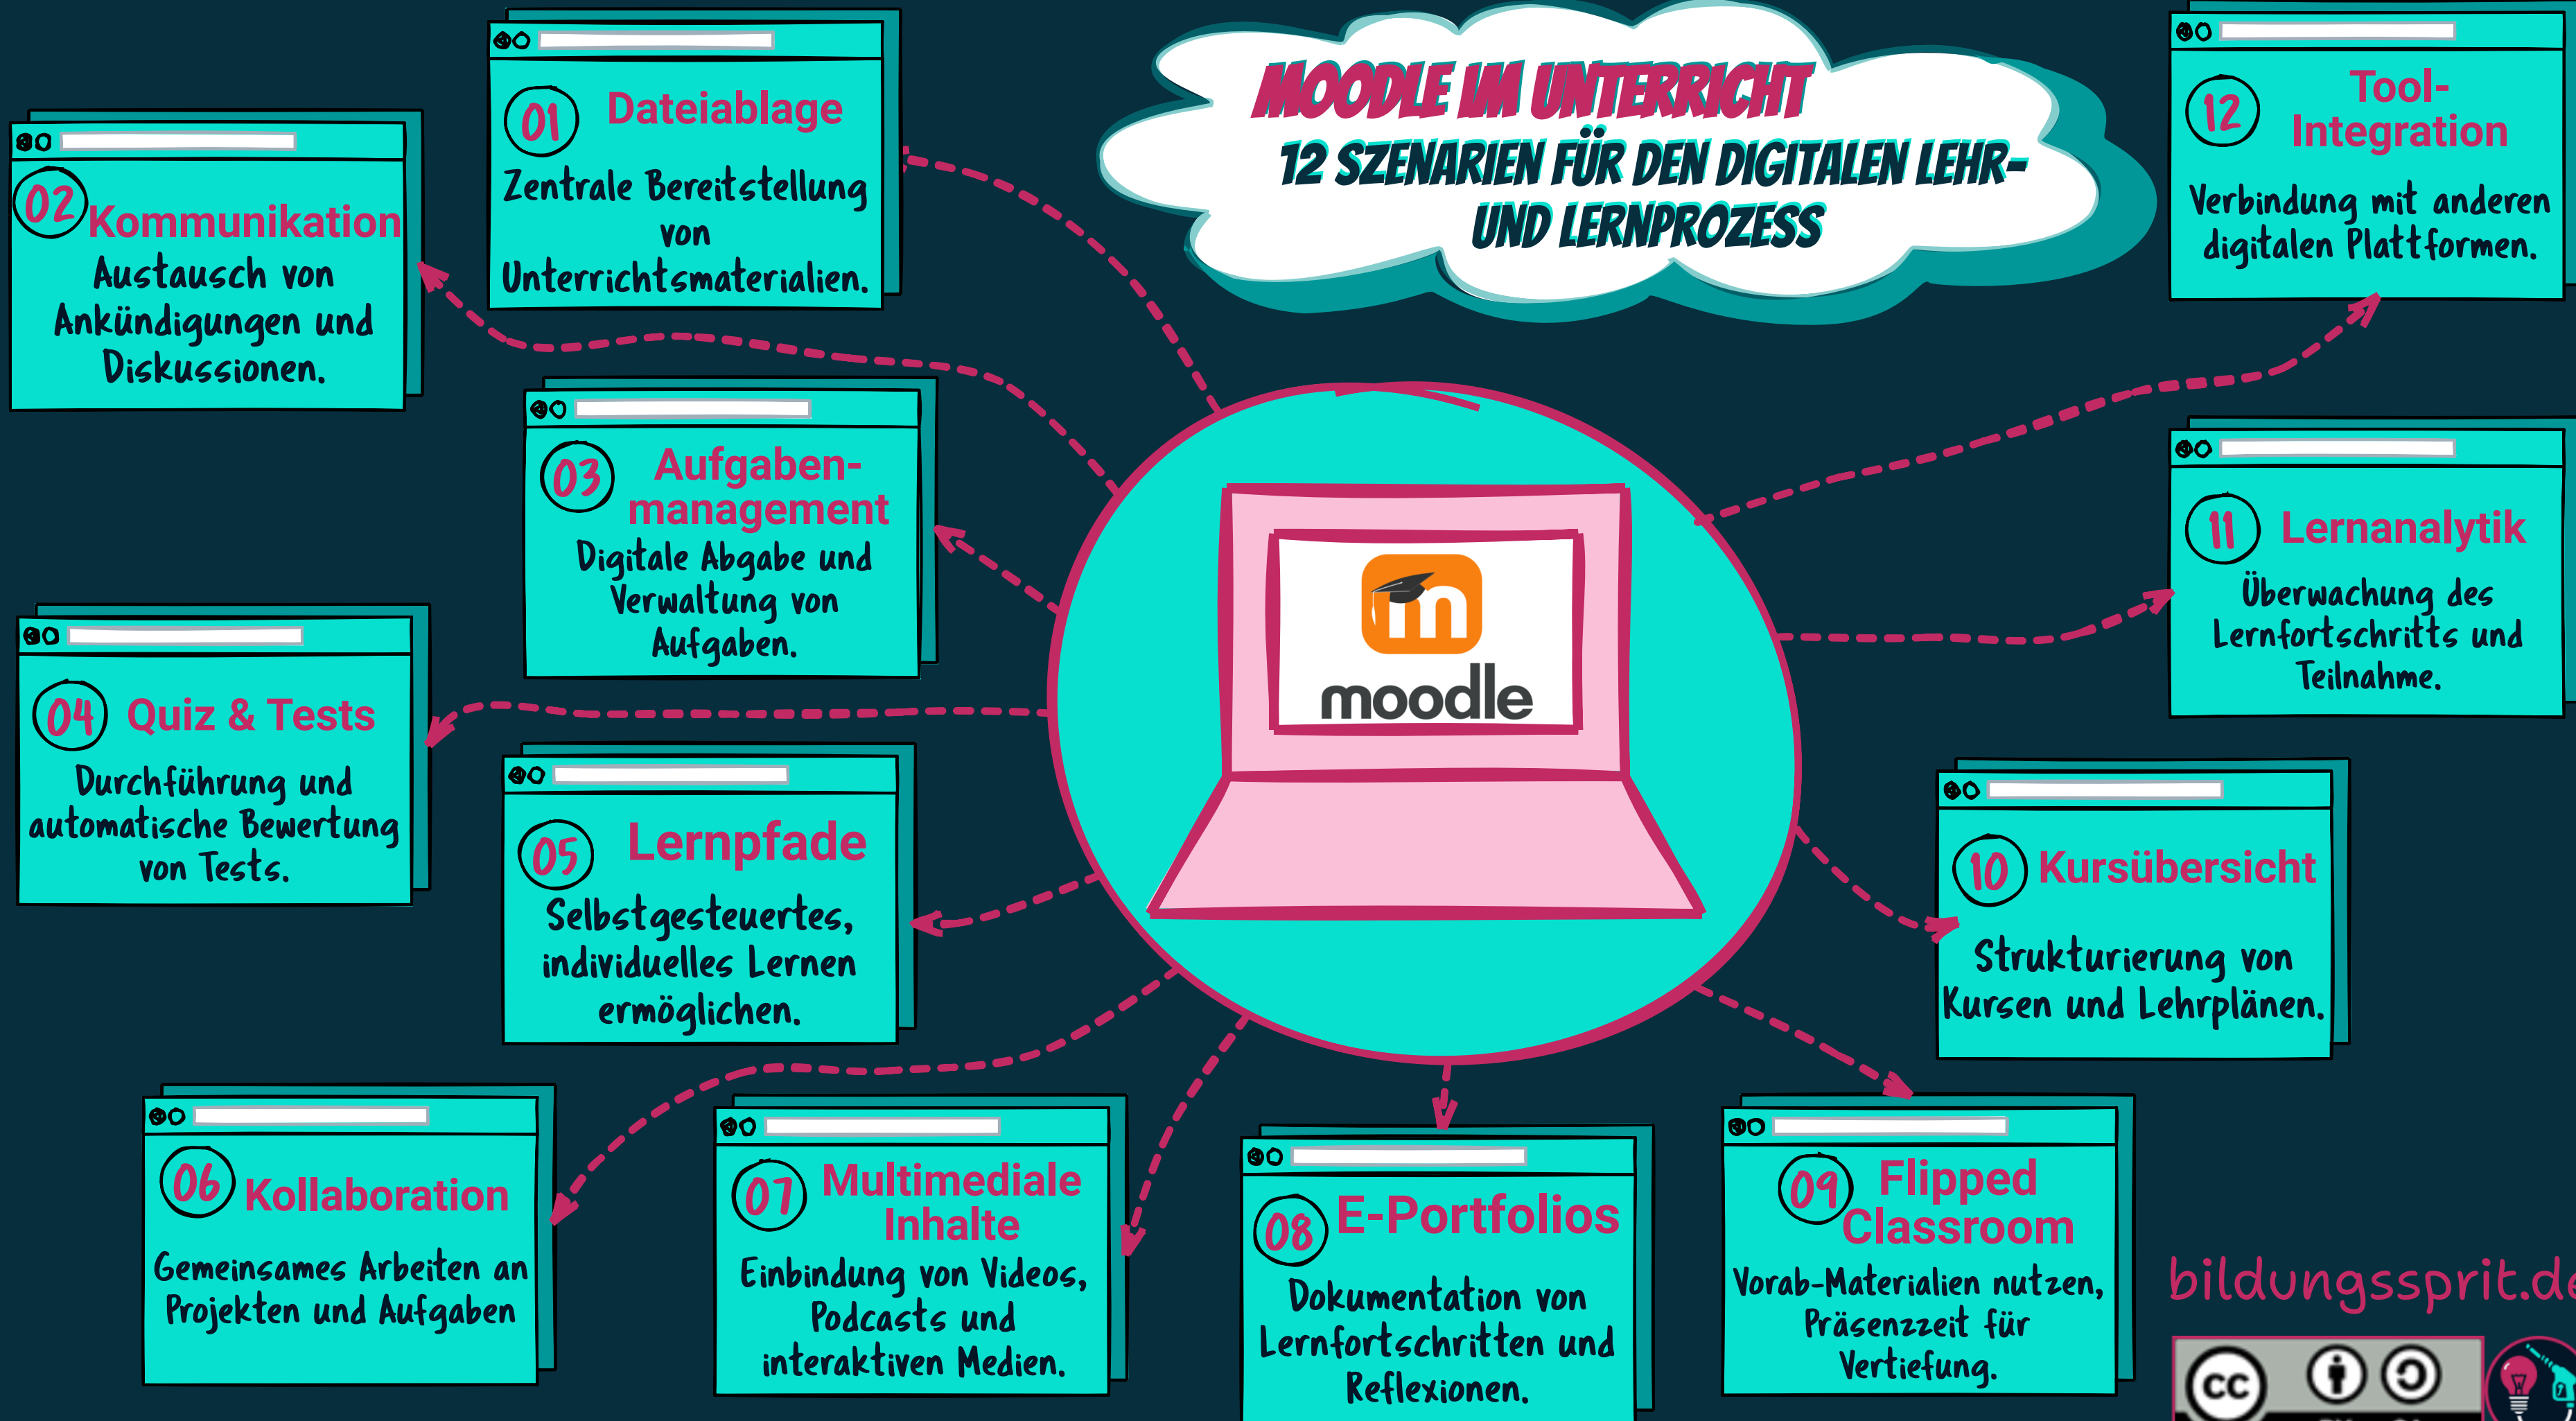 MOODLE IM UNTERRICHT
12 SZENARIEN FÜR DEN DIGITALEN LEHR-
UND LERNPROZESS
01
Dateiablage
Zentrale Bereitstellung
von
Unterrichtsmaterialien.
02
Kommunikation
Austausch von
Ankündigungen und
Diskussionen.
03
Aufgaben-
management
Digitale Abgabe und
Verwaltung von
Aufgaben.
04
Quiz & Tests
Durchführung und
automatische Bewertung
von Tests.
05
Lernpfade
Selbstgesteuertes,
individuelles Lernen
ermöglichen.
06
Kollaboration
Gemeinsames Arbeiten an
Projekten und Aufgaben
07
Multimediale
Inhalte
Einbindung von Videos,
Podcasts und
interaktiven Medien.
08
E-Portfolios
Dokumentation von
Lernfortschritten und
Reflexionen.
09
Flipped
Classroom
Vorab-Materialien nutzen,
Präsenzzeit für
Vertiefung.
10
Kursübersicht
Strukturierung von
Kursen und Lehrplänen.
11
Lernanalytik
Überwachung des
Lernfortschritts und
Teilnahme.
12
Tool-
Integration
Verbindung mit anderen
digitalen Plattformen.
m
moodle
bildungssprit.de
cc